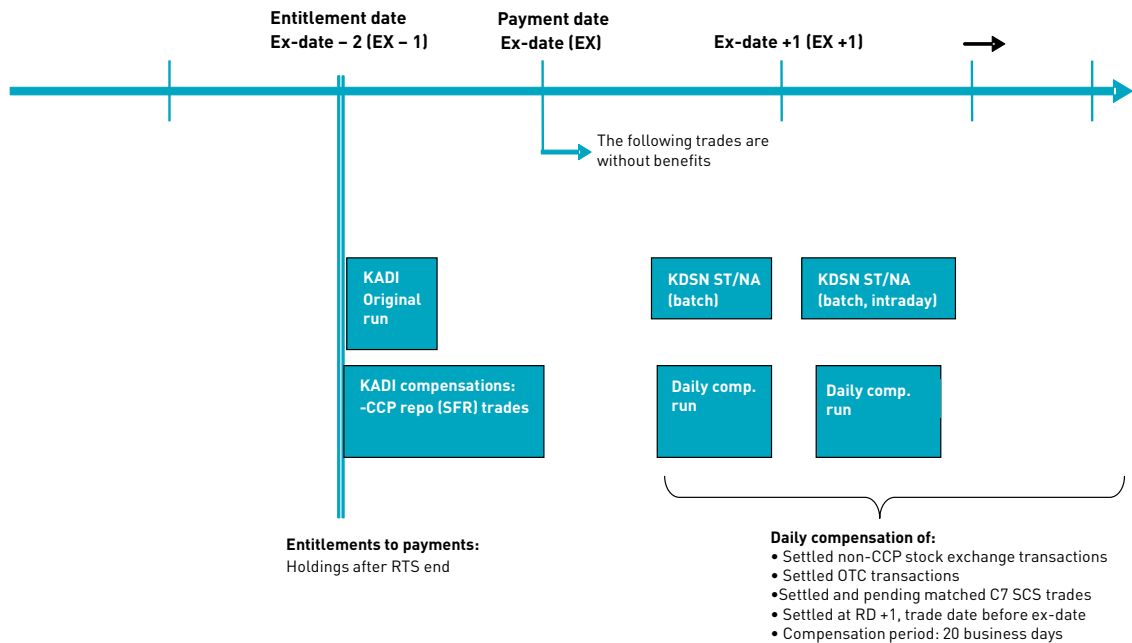 Entitlement date
Ex-date – 2 (EX – 1)
Payment date
Ex-date (EX)
Ex-date +1 (EX +1)
The following trades are
without benefits
KADI
Original
run
KDSN ST/NA
(batch)
KDSN ST/NA
(batch, intraday)
KADI compensations:
-CCP repo (SFR) trades
Daily comp.
run
Daily comp.
run
Entitlements to payments:
Holdings after RTS end
Daily compensation of:
• Settled non-CCP stock exchange transactions
• Settled OTC transactions
•Settled and pending matched C7 SCS trades
• Settled at RD +1, trade date before ex-date
• Compensation period: 20 business days